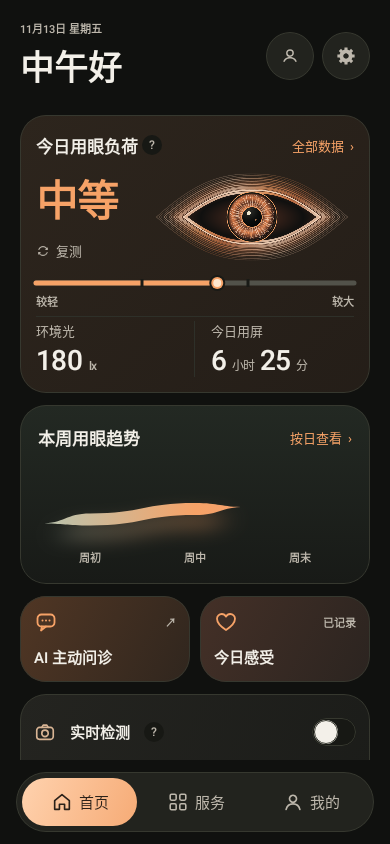 11月13日 星期五
中午好
今日用眼负荷 ?
全部数据 ›
中等
复测
较轻 较大
环境光 今日用屏
180 lx 6 小时 25 分
本周用眼趋势 按日查看 ›
周初 周中 周末
AI 主动问诊 ↗
已记录
今日感受
实时检测 ?
首页 服务 我的